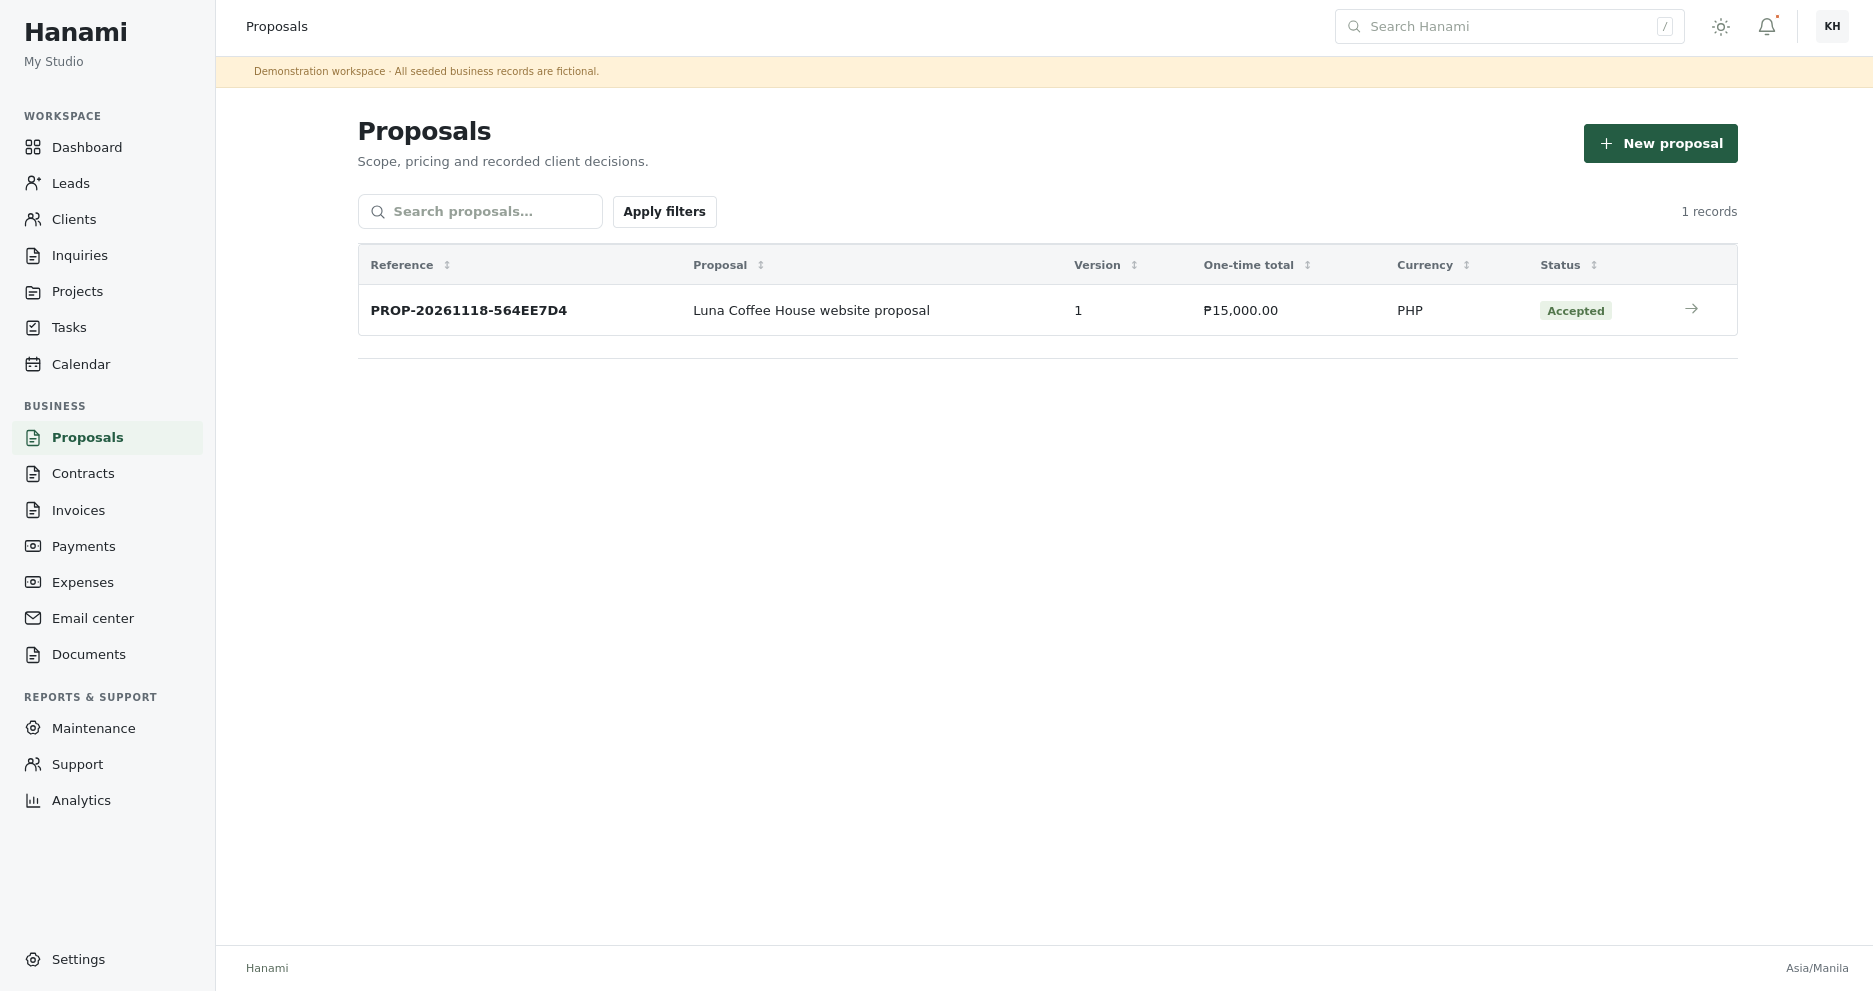 Hanami
My Studio
WORKSPACE
Dashboard
Leads
Clients
Inquiries
Projects
Tasks
Calendar
BUSINESS
Proposals
Contracts
Invoices
Payments
Expenses
Email center
Documents
REPORTS & SUPPORT
Maintenance
Support
Analytics
Settings
Proposals
Search Hanami
/
KH
Demonstration workspace · All seeded business records are fictional.
Proposals
Scope, pricing and recorded client decisions.
New proposal
Search proposals…
Apply filters
1 records
Reference ↕ Proposal ↕ Version ↕ One-time total ↕ Currency ↕ Status ↕
PROP-20261118-564EE7D4 Luna Coffee House website proposal 1 ₱15,000.00 PHP Accepted →
Hanami
Asia/Manila